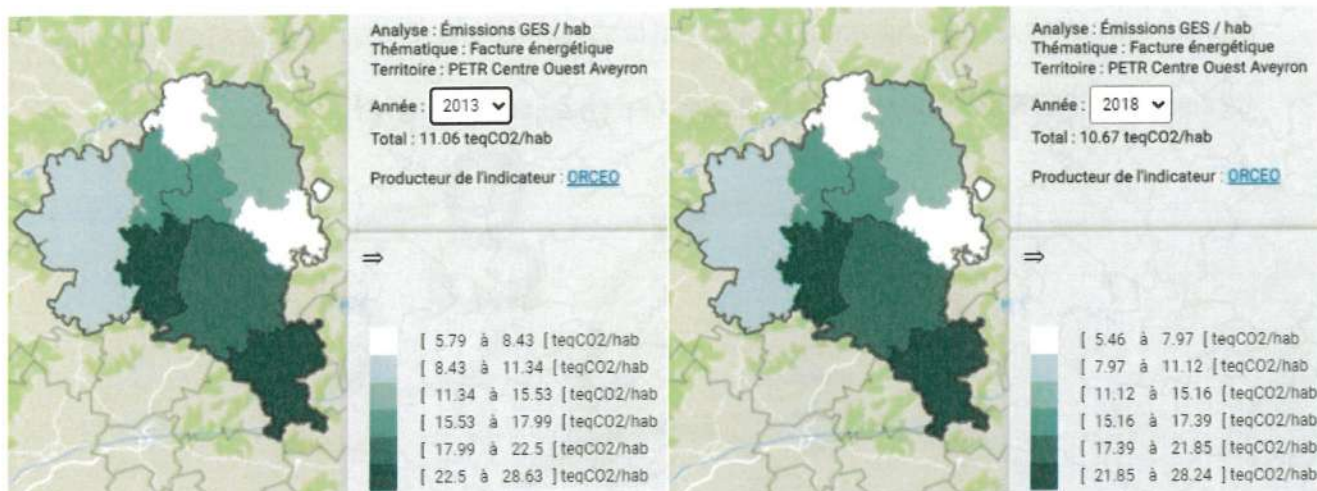 Analyse : Émissions GES / hab
Thématique : Facture énergétique
Territoire : PETR Centre Ouest Aveyron
Année : 2013
Total : 11.06 teqCO2/hab
Producteur de l'indicateur : ORCEO
⇒
[ 5.79 à 8.43 [ teqCO2/hab
[ 8.43 à 11.34 [ teqCO2/hab
[ 11.34 à 15.53 [ teqCO2/hab
[ 15.53 à 17.99 [ teqCO2/hab
[ 17.99 à 22.5 [ teqCO2/hab
[ 22.5 à 28.63 [ teqCO2/hab
Analyse : Émissions GES / hab
Thématique : Facture énergétique
Territoire : PETR Centre Ouest Aveyron
Année : 2018
Total : 10.67 teqCO2/hab
Producteur de l'indicateur : ORCEO
⇒
[ 5.46 à 7.97 [ teqCO2/hab
[ 7.97 à 11.12 [ teqCO2/hab
[ 11.12 à 15.16 [ teqCO2/hab
[ 15.16 à 17.39 [ teqCO2/hab
[ 17.39 à 21.85 [ teqCO2/hab
[ 21.85 à 28.24 [ teqCO2/hab